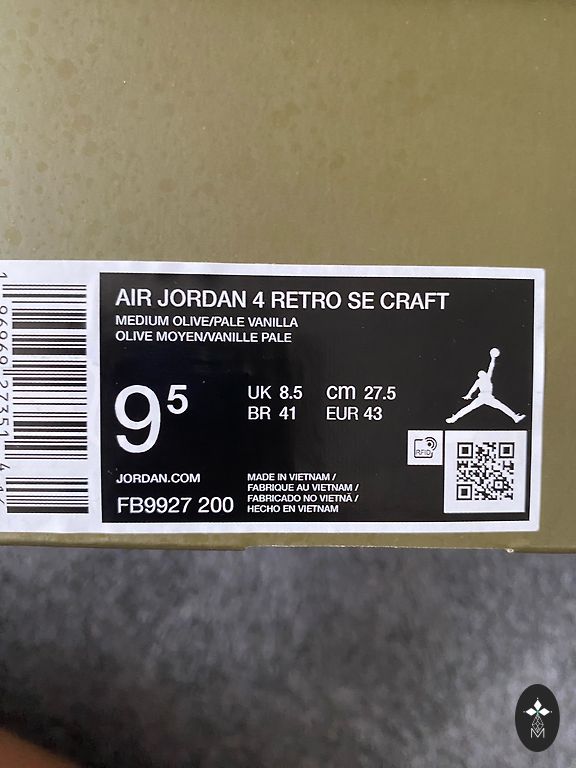 AIR JORDAN 4 RETRO SE CRAFT
MEDIUM OLIVE/PALE VANILLA
OLIVE MOYEN/VANILLE PALE
9⁵
UK 8.5 cm 27.5
BR 41 EUR 43
RFID
JORDAN.COM
FB9927 200
MADE IN VIETNAM /
FABRIQUE AU VIETNAM /
FABRICADO NO VIETNÃ /
HECHO EN VIETNAM
M